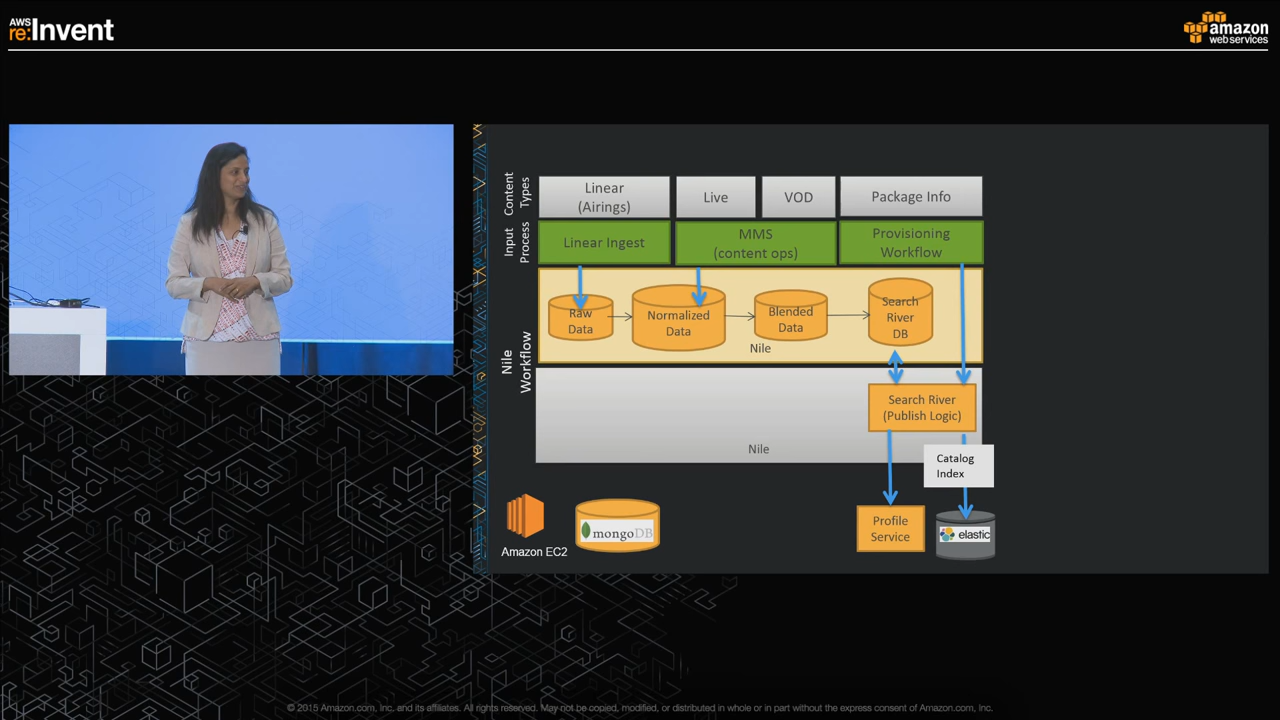 AWS
re:Invent
amazon
web services
Content
Types
Linear
(Airings)
Live
VOD
Package Info
Input
Process
Linear Ingest
MMS
(content ops)
Provisioning
Workflow
Nile
Workflow
Raw
Data
Normalized
Data
Blended
Data
Search
River
DB
Nile
Search River
(Publish Logic)
Nile
Catalog
Index
Amazon EC2
mongoDB
Profile
Service
elastic
© 2015 Amazon.com, Inc. and its affiliates. All rights reserved. May not be copied, modified, or distributed in whole or in part without the express consent of Amazon.com, Inc.